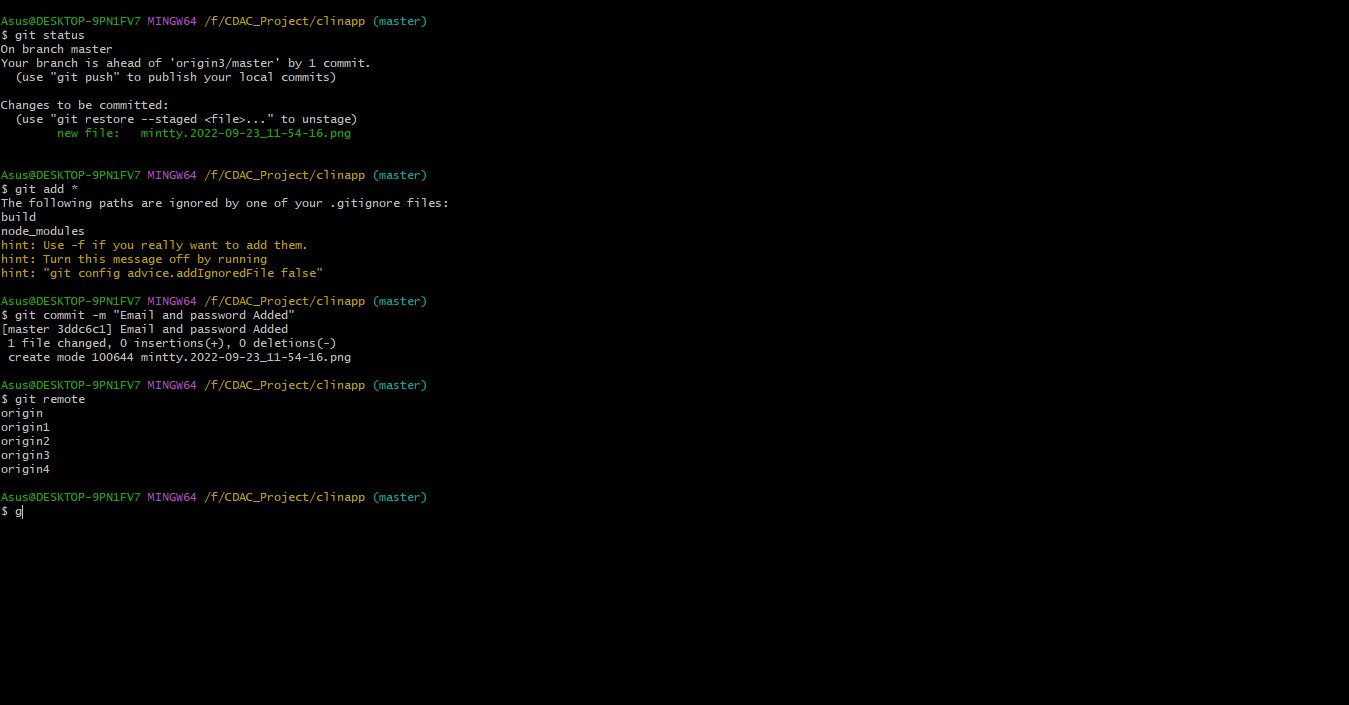 Asus@DESKTOP-9PN1FV7 MINGW64 /f/CDAC_Project/clinapp (master)
$ git status
On branch master
Your branch is ahead of 'origin3/master' by 1 commit.
  (use "git push" to publish your local commits)
Changes to be committed:
  (use "git restore --staged <file>..." to unstage)
        new file:   mintty.2022-09-23_11-54-16.png
Asus@DESKTOP-9PN1FV7 MINGW64 /f/CDAC_Project/clinapp (master)
$ git add *
The following paths are ignored by one of your .gitignore files:
build
node_modules
hint: Use -f if you really want to add them.
hint: Turn this message off by running
hint: "git config advice.addIgnoredFile false"
Asus@DESKTOP-9PN1FV7 MINGW64 /f/CDAC_Project/clinapp (master)
$ git commit -m "Email and password Added"
[master 3ddc6c1] Email and password Added
 1 file changed, 0 insertions(+), 0 deletions(-)
 create mode 100644 mintty.2022-09-23_11-54-16.png
Asus@DESKTOP-9PN1FV7 MINGW64 /f/CDAC_Project/clinapp (master)
$ git remote
origin
origin1
origin2
origin3
origin4
Asus@DESKTOP-9PN1FV7 MINGW64 /f/CDAC_Project/clinapp (master)
$ g